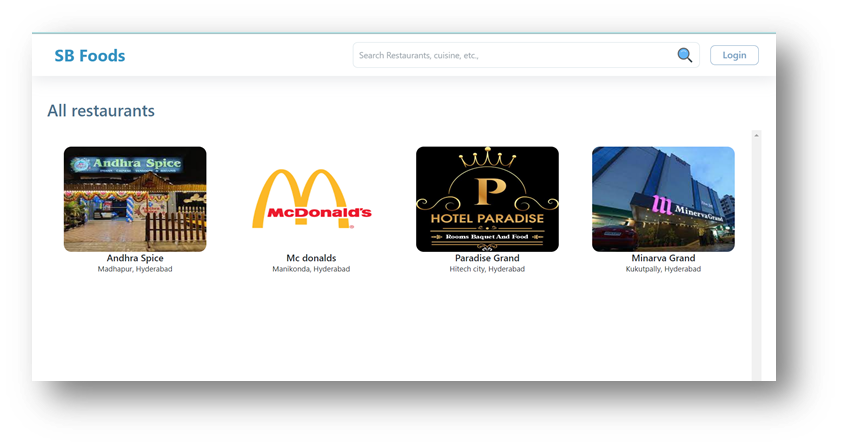 SB Foods
Search Restaurants, cuisine, etc.,
Login
All restaurants
Andhra Spice
McDonald's
P
HOTEL PARADISE
Rooms Baquet And Food
m Minerva Grand
Andhra Spice
Mc donalds
Paradise Grand
Minarva Grand
Madhapur, Hyderabad
Manikonda, Hyderabad
Hitech city, Hyderabad
Kukutpally, Hyderabad